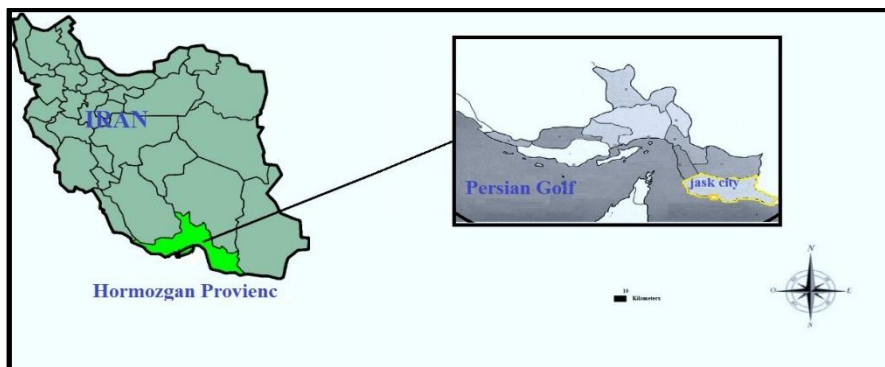 IRAN
Hormozgan Provienc
Persian Golf
jask city
10
Kilometers
N
O
E
S